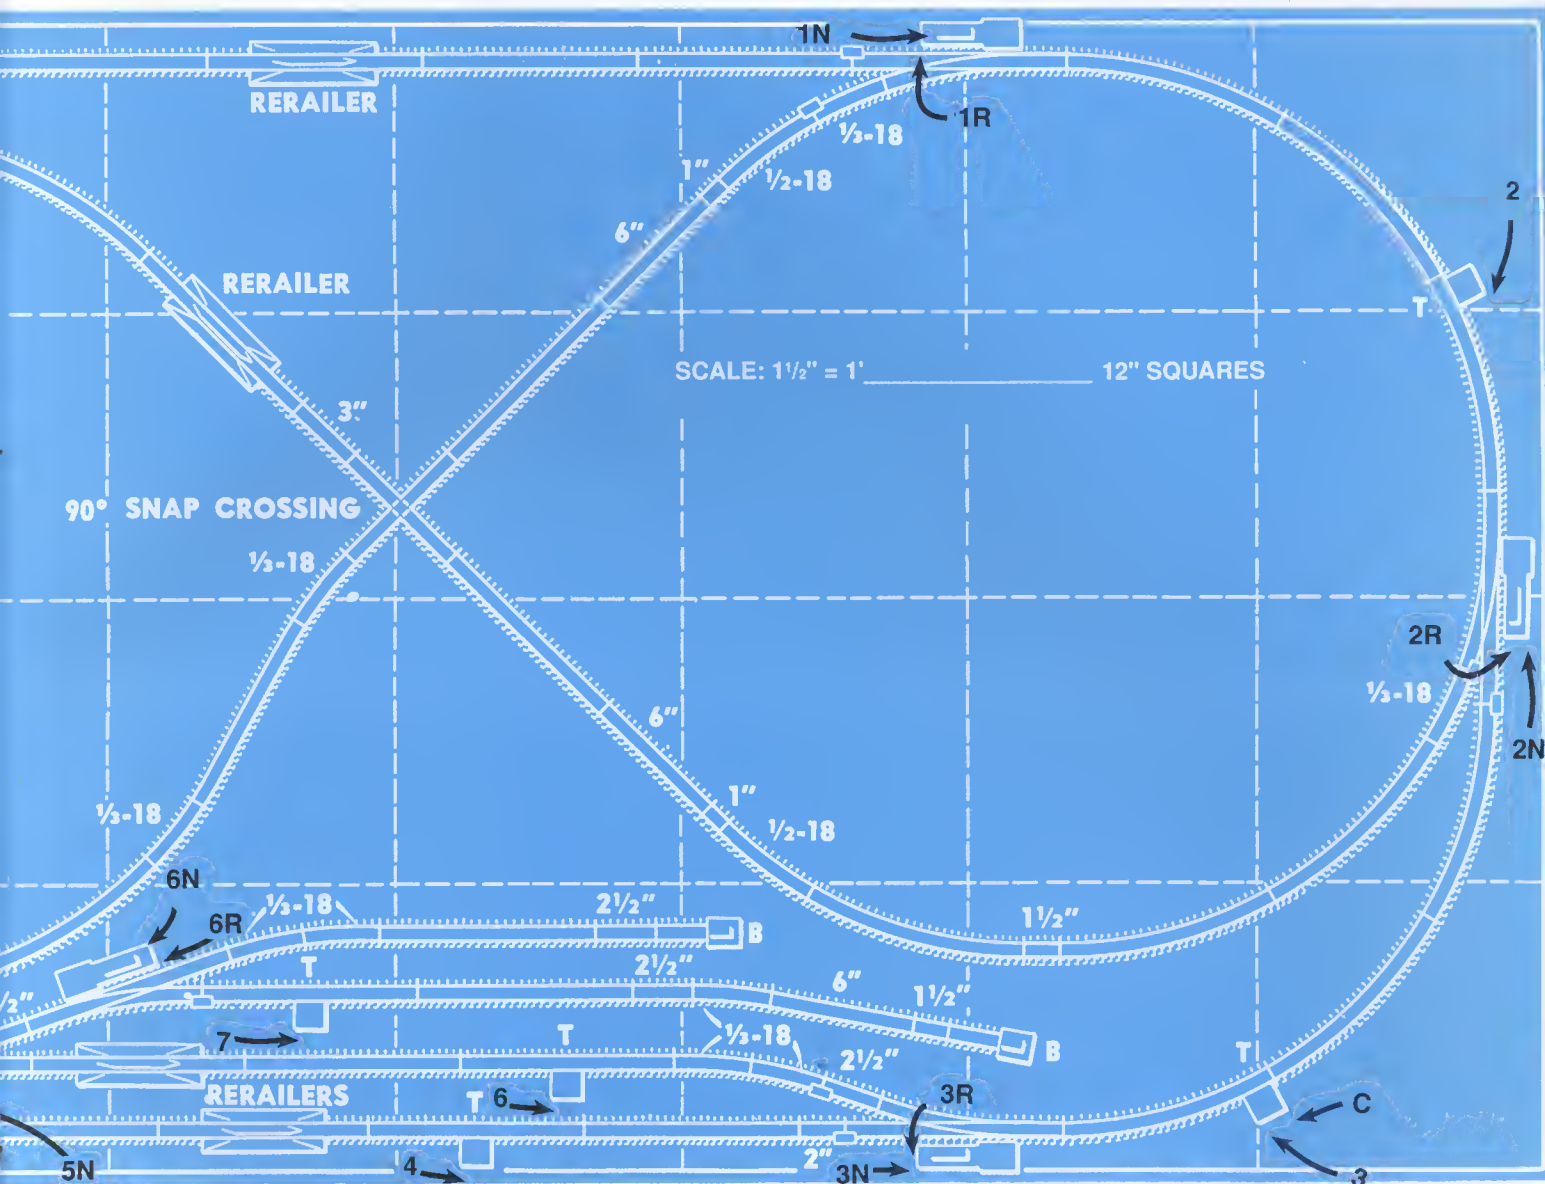 1N
RERAILER
1R
⅓-18
1"
½-18
2
6"
RERAILER
T
SCALE: 1½" = 1' 12" SQUARES
3"
90° SNAP CROSSING
⅓-18
2R
⅓-18
6"
2N
1"
⅓-18
½-18
6N
⅓-18
2½"
6R
1½"
B
T
2½"
6"
1½"
/2"
7
T
⅓-18
B
T
2½"
RERAILERS
T
6
3R
C
2"
5N
4
3N
3